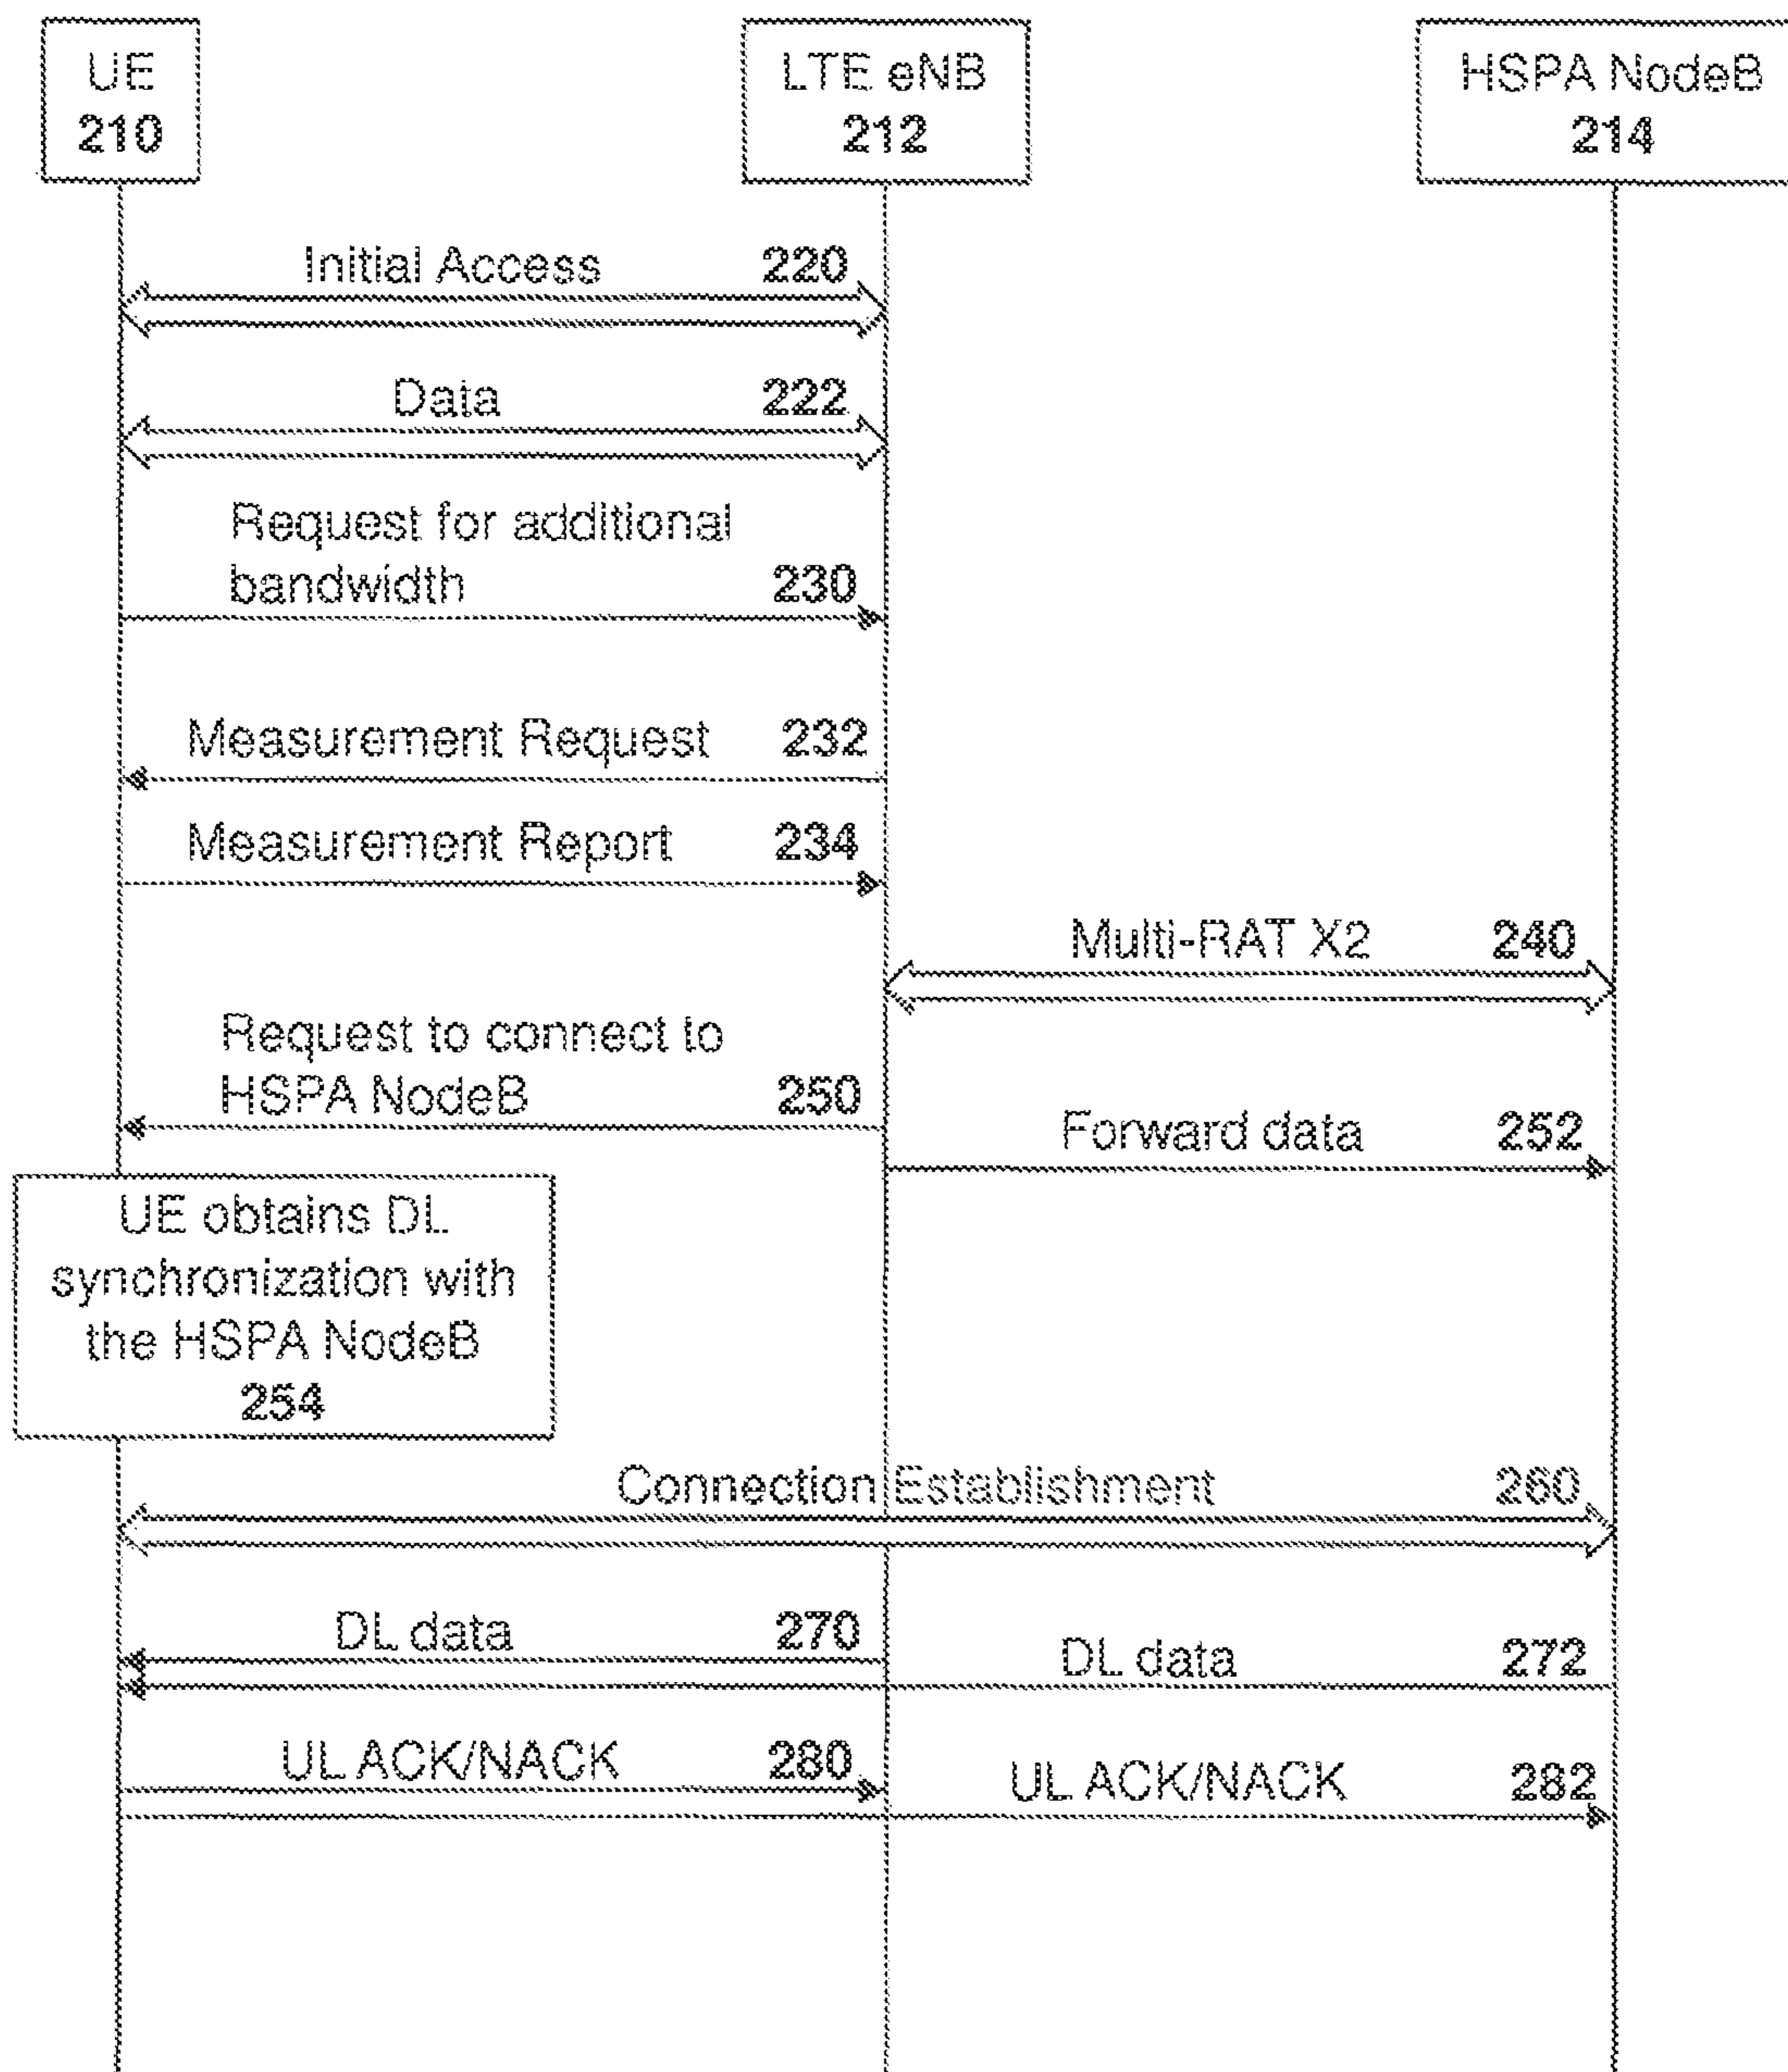 UE
210
LTE eNB
212
HSPA NodeB
214
Initial Access 220
Data 222
Request for additional
bandwidth 230
Measurement Request 232
Measurement Report 234
Multi-RAT X2 240
Request to connect to
HSPA NodeB 250
Forward data 252
UE obtains DL
synchronization with
the HSPA NodeB
254
Connection Establishment 260
DL data 270
DL data 272
UL ACK/NACK 280
UL ACK/NACK 282